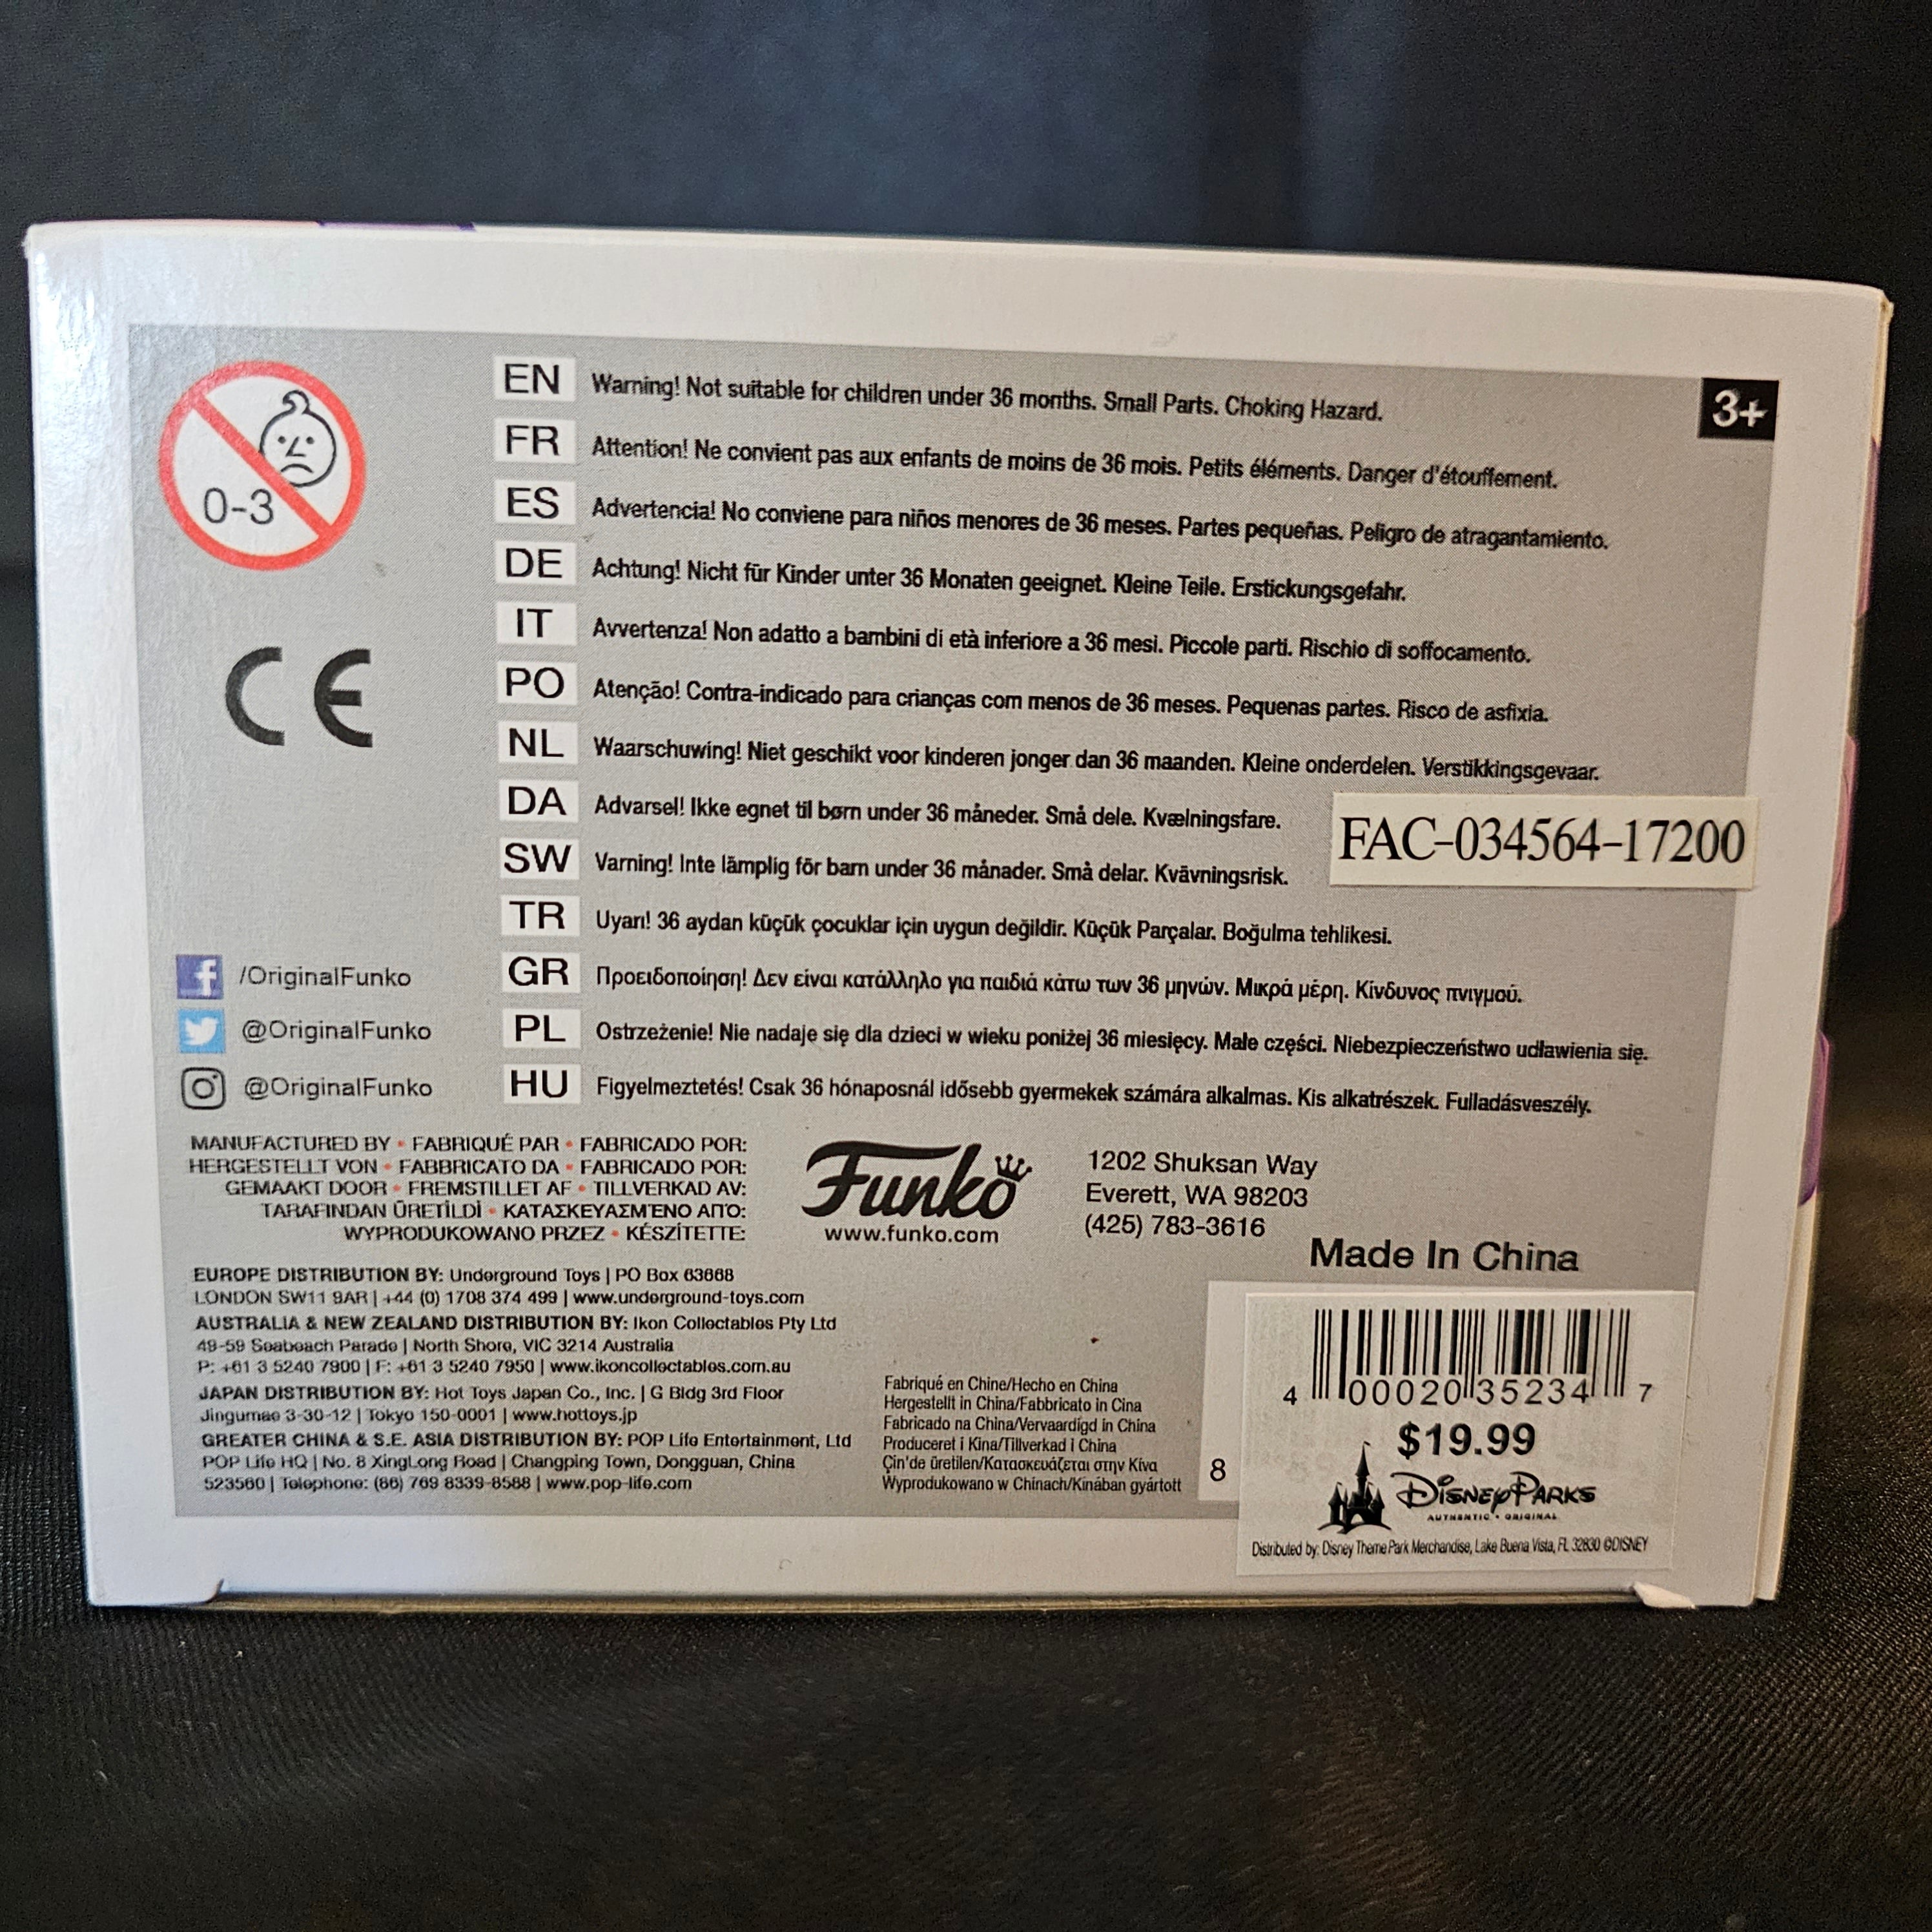 0-3
EN Warning! Not suitable for children under 36 months. Small Parts. Choking Hazard.
3+
FR Attention! Ne convient pas aux enfants de moins de 36 mois. Petits éléments. Danger d'étouffement.
ES Advertencia! No conviene para niños menores de 36 meses. Partes pequeñas. Peligro de atragantamiento.
DE Achtung! Nicht für Kinder unter 36 Monaten geeignet. Kleine Teile. Erstickungsgefahr.
IT Avvertenza! Non adatto a bambini di età inferiore a 36 mesi. Piccole parti. Rischio di soffocamento.
CE
PO Atenção! Contra-indicado para crianças com menos de 36 meses. Pequenas partes. Risco de asfixia.
NL Waarschuwing! Niet geschikt voor kinderen jonger dan 36 maanden. Kleine onderdelen. Verstikkingsgevaar.
DA Advarsel! Ikke egnet til børn under 36 måneder. Små dele. Kvælningsfare.
FAC-034564-17200
SW Varning! Inte lämplig för barn under 36 månader. Små delar. Kvävningsrisk.
TR Uyarı! 36 aydan küçük çocuklar için uygun değildir. Küçük Parçalar. Boğulma tehlikesi.
GR Προειδοποίηση! Δεν είναι κατάλληλο για παιδιά κάτω των 36 μηνών. Μικρά μέρη. Κίνδυνος πνιγμού.
PL Ostrzeżenie! Nie nadaje się dla dzieci w wieku poniżej 36 miesięcy. Małe części. Niebezpieczeństwo udławienia się.
HU Figyelmeztetés! Csak 36 hónaposnál idősebb gyermekek számára alkalmas. Kis alkatrészek. Fulladásveszély.
/OriginalFunko
@OriginalFunko
@OriginalFunko
MANUFACTURED BY • FABRIQUÉ PAR • FABRICADO POR:
HERGESTELLT VON • FABBRICATO DA • FABRICADO POR:
GEMAAKT DOOR • FREMSTILLET AF • TILLVERKAD AV:
TARAFINDAN ÜRETİLDİ • ΚΑΤΑΣΚΕΥΑΣΜΈΝΟ ΑΠΌ:
WYPRODUKOWANO PRZEZ • KÉSZÍTETTE:
Funko
www.funko.com
1202 Shuksan Way
Everett, WA 98203
(425) 783-3616
Made In China
EUROPE DISTRIBUTION BY: Underground Toys | PO Box 63668
LONDON SW11 9AR | +44 (0) 1708 374 499 | www.underground-toys.com
AUSTRALIA & NEW ZEALAND DISTRIBUTION BY: Ikon Collectables Pty Ltd
49-59 Seabeach Parade | North Shore, VIC 3214 Australia
P: +61 3 5240 7900 | F: +61 3 5240 7950 | www.ikoncollectables.com.au
JAPAN DISTRIBUTION BY: Hot Toys Japan Co., Inc. | G Bldg 3rd Floor
Jingumae 3-30-12 | Tokyo 150-0001 | www.hottoys.jp
GREATER CHINA & S.E. ASIA DISTRIBUTION BY: POP Life Entertainment, Ltd
POP Life HQ | No. 8 XingLong Road | Changping Town, Dongguan, China
523560 | Telephone: (86) 769 8339-8588 | www.pop-life.com
Fabriqué en Chine/Hecho en China
Hergestellt in China/Fabbricato in Cina
Fabricado na China/Vervaardigd in China
Produceret i Kina/Tillverkad i China
Çin'de üretilen/Κατασκευάζεται στην Κίνα
Wyprodukowano w Chinach/Kínában gyártott
8
4 00020 35234 7
$19.99
Disney Parks
AUTHENTIC • ORIGINAL
Distributed by: Disney Theme Park Merchandise, Lake Buena Vista, FL 32830 ©DISNEY